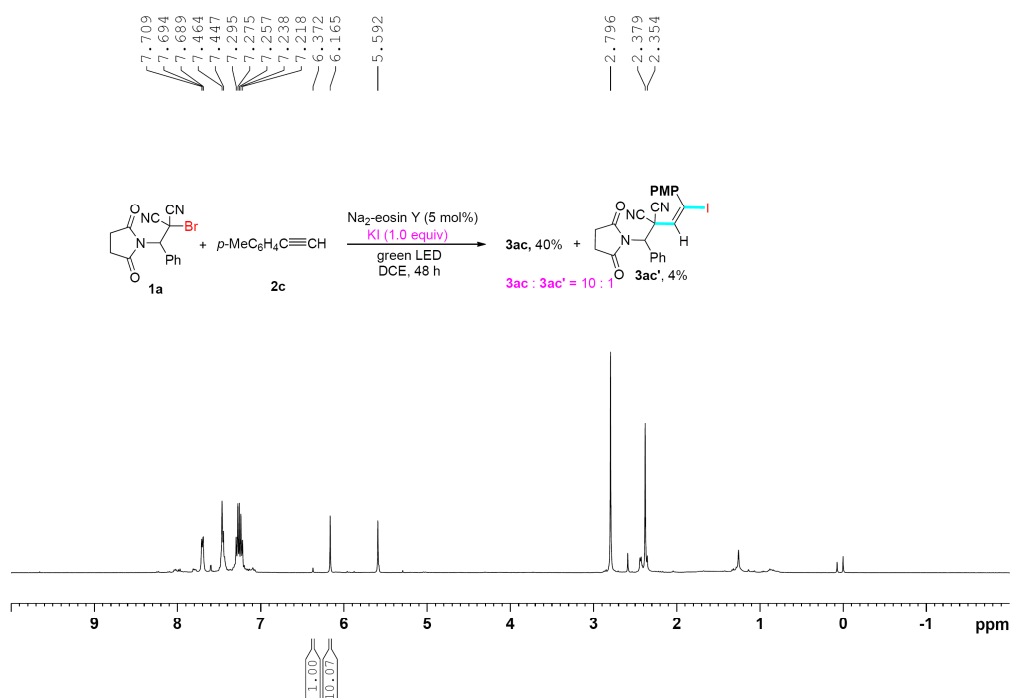 7.709
7.694
7.689
7.464
7.447
7.295
7.275
7.257
7.238
7.218
6.372
6.165
5.592
2.796
2.379
2.354
O
NC
CN
Br
N
Ph
O
1a
+
p-MeC6H4C≡CH
2c
Na2-eosin Y (5 mol%)
KI (1.0 equiv)
green LED
DCE, 48 h
3ac, 40% +
3ac : 3ac' = 10 : 1
PMP
O
NC
CN
I
N
H
Ph
O
3ac', 4%
9 8 7 6 5 4 3 2 1 0 -1 ppm
1.00
10.07